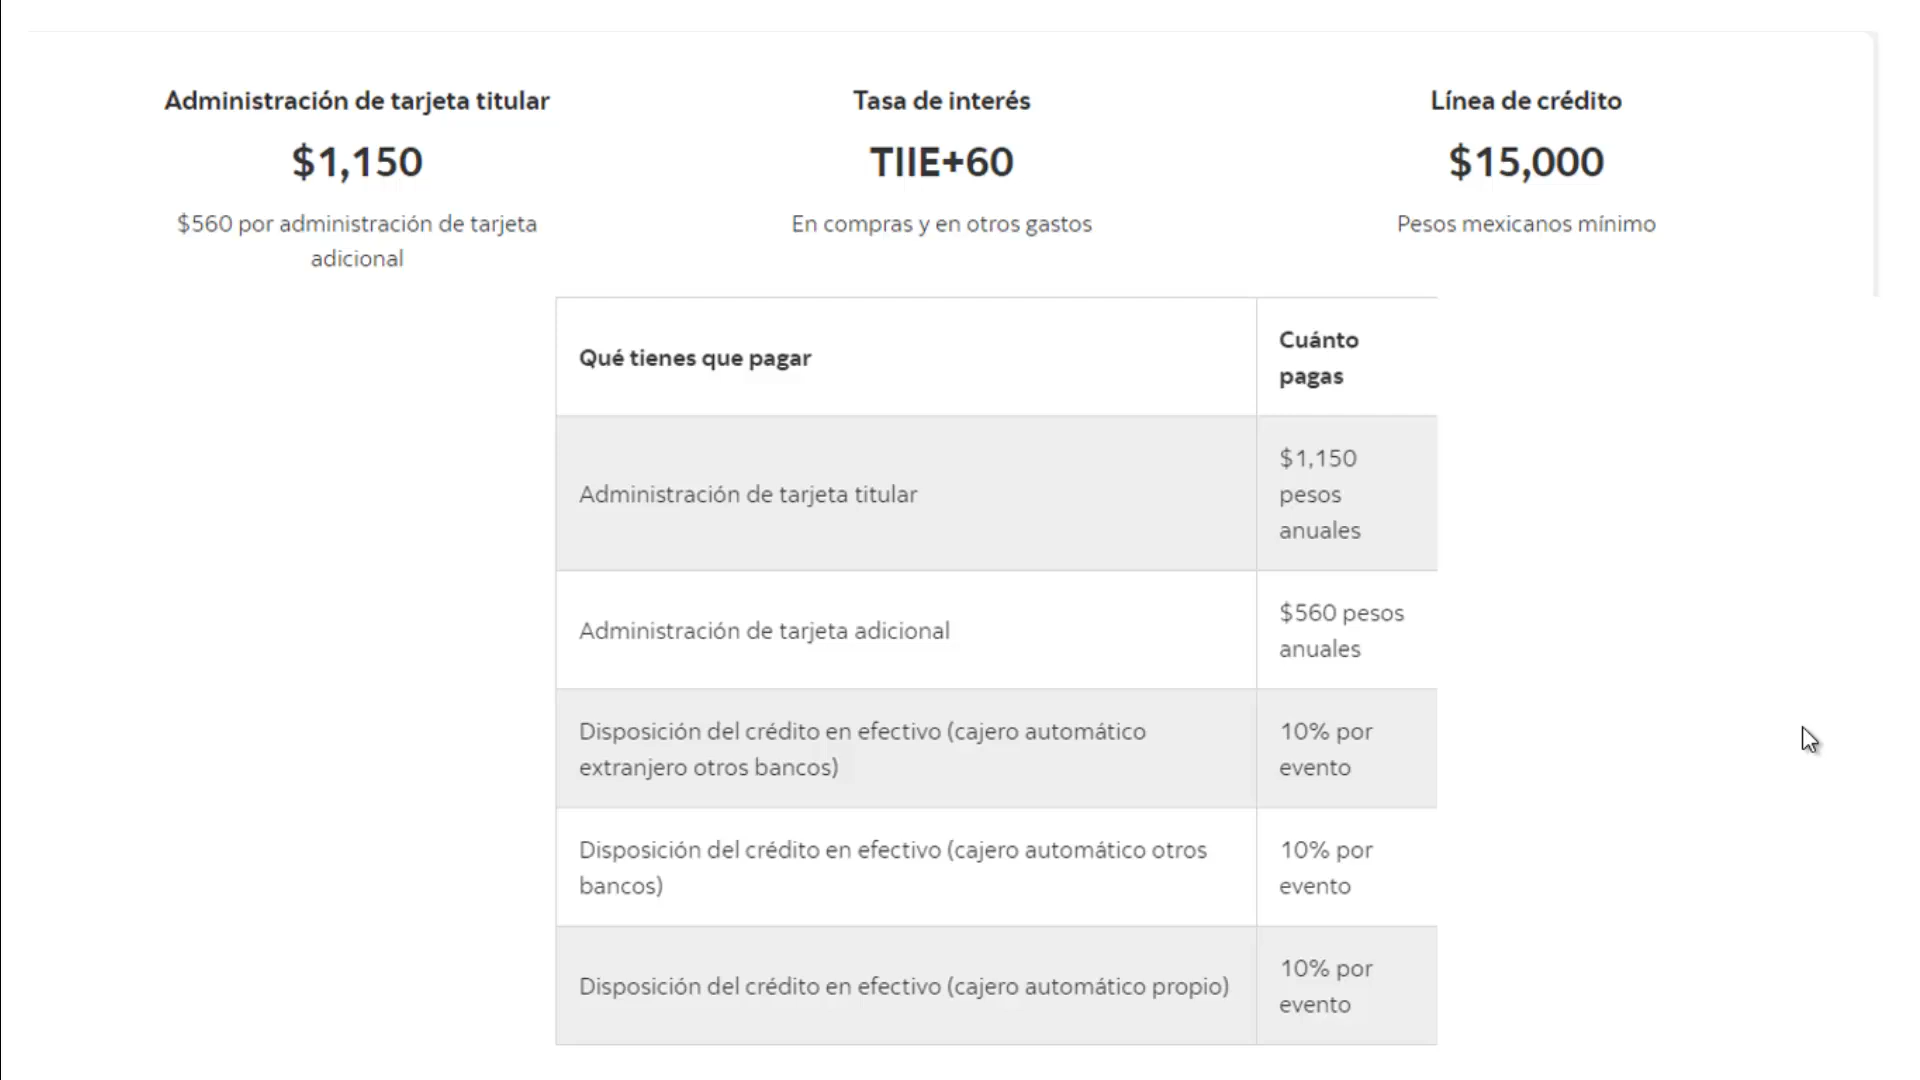 Administración de tarjeta titular
$1,150
$560 por administración de tarjeta
adicional
Tasa de interés
TIIE+60
En compras y en otros gastos
Línea de crédito
$15,000
Pesos mexicanos mínimo
Qué tienes que pagar
Cuánto
pagas
Administración de tarjeta titular
$1,150
pesos
anuales
Administración de tarjeta adicional
$560 pesos
anuales
Disposición del crédito en efectivo (cajero automático
extranjero otros bancos)
10% por
evento
Disposición del crédito en efectivo (cajero automático otros
bancos)
10% por
evento
Disposición del crédito en efectivo (cajero automático propio)
10% por
evento